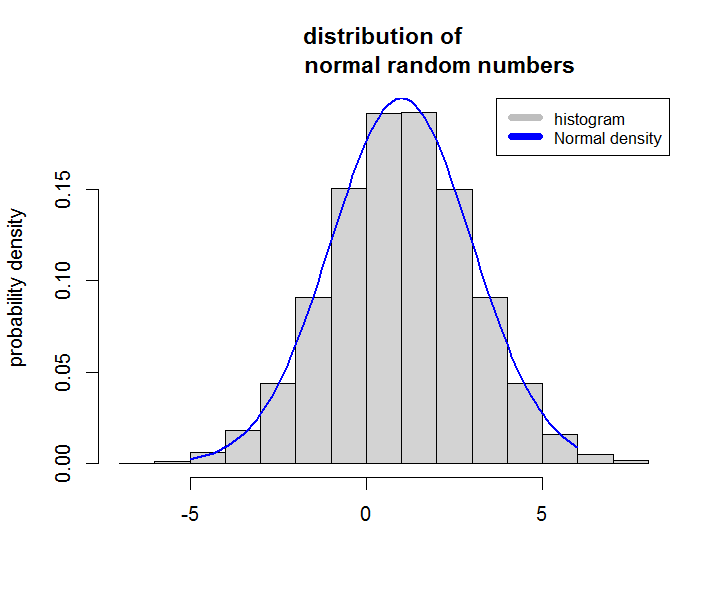 distribution of
normal random numbers
histogram
Normal density
probability density
0.15
0.10
0.05
0.00
-5
0
5